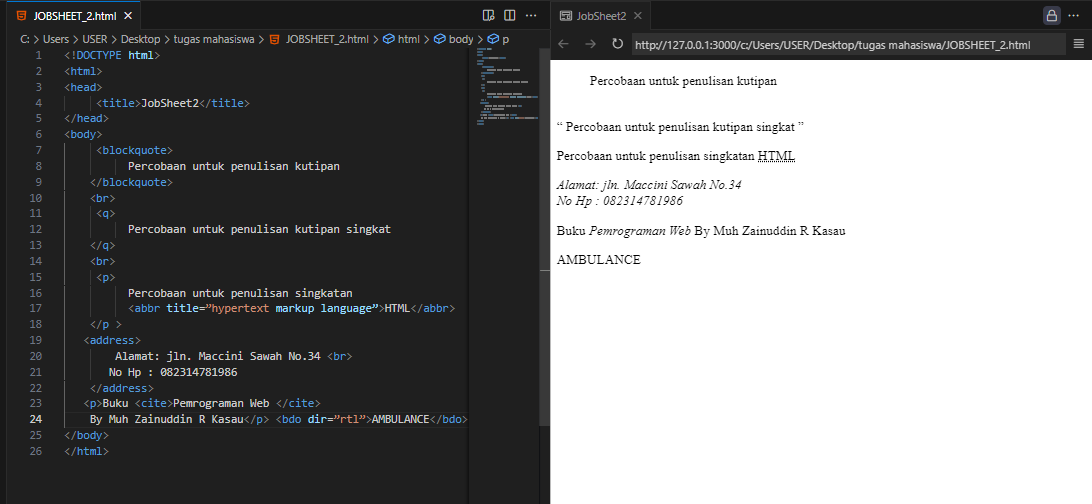 JOBSHEET_2.html
C: > Users > USER > Desktop > tugas mahasiswa > JOBSHEET_2.html > html > body > p
1 <!DOCTYPE html>
2 <html>
3 <head>
4 <title>JobSheet2</title>
5 </head>
6 <body>
7 <blockquote>
8 Percobaan untuk penulisan kutipan
9 </blockquote>
10 <br>
11 <q>
12 Percobaan untuk penulisan kutipan singkat
13 </q>
14 <br>
15 <p>
16 Percobaan untuk penulisan singkatan
17 <abbr title=”hypertext markup language”>HTML</abbr>
18 </p >
19 <address>
20 Alamat: jln. Maccini Sawah No.34 <br>
21 No Hp : 082314781986
22 </address>
23 <p>Buku <cite>Pemrograman Web </cite>
24 By Muh Zainuddin R Kasau</p> <bdo dir=”rtl”>AMBULANCE</bdo>
25 </body>
26 </html>
JobSheet2
http://127.0.0.1:3000/c:/Users/USER/Desktop/tugas mahasiswa/JOBSHEET_2.html
Percobaan untuk penulisan kutipan
“ Percobaan untuk penulisan kutipan singkat ”
Percobaan untuk penulisan singkatan HTML
Alamat: jln. Maccini Sawah No.34
No Hp : 082314781986
Buku Pemrograman Web By Muh Zainuddin R Kasau
AMBULANCE